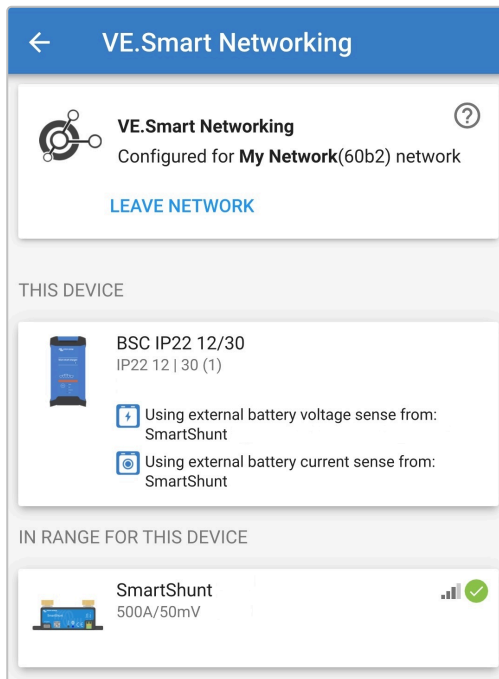 VE.Smart Networking
VE.Smart Networking
Configured for My Network(60b2) network
LEAVE NETWORK
THIS DEVICE
BSC IP22 12/30
IP22 12 | 30 (1)
Using external battery voltage sense from:
SmartShunt
Using external battery current sense from:
SmartShunt
IN RANGE FOR THIS DEVICE
SmartShunt
500A/50mV